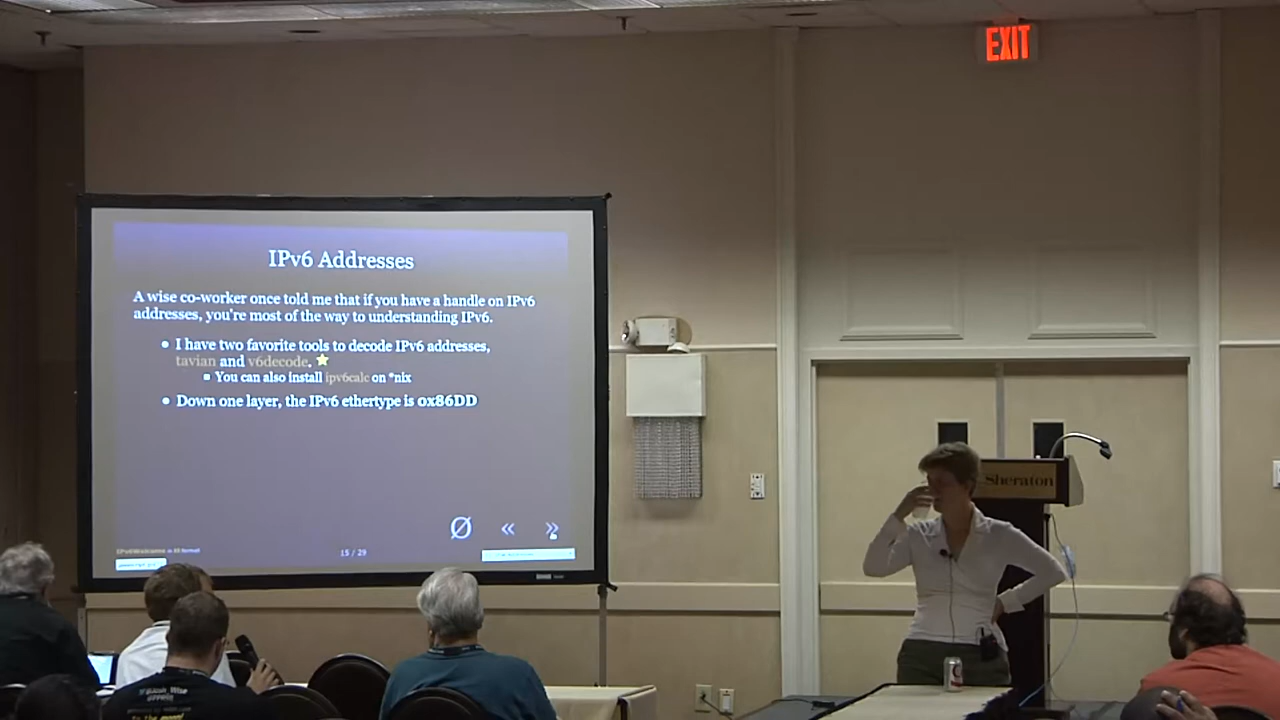 EXIT
IPv6 Addresses
A wise co-worker once told me that if you have a handle on IPv6
addresses, you're most of the way to understanding IPv6.
• I have two favorite tools to decode IPv6 addresses,
tavian and v6decode.
▪ You can also install ipv6calc on *nix
• Down one layer, the IPv6 ethertype is 0x86DD
Ø « »
15 / 29
Sheraton